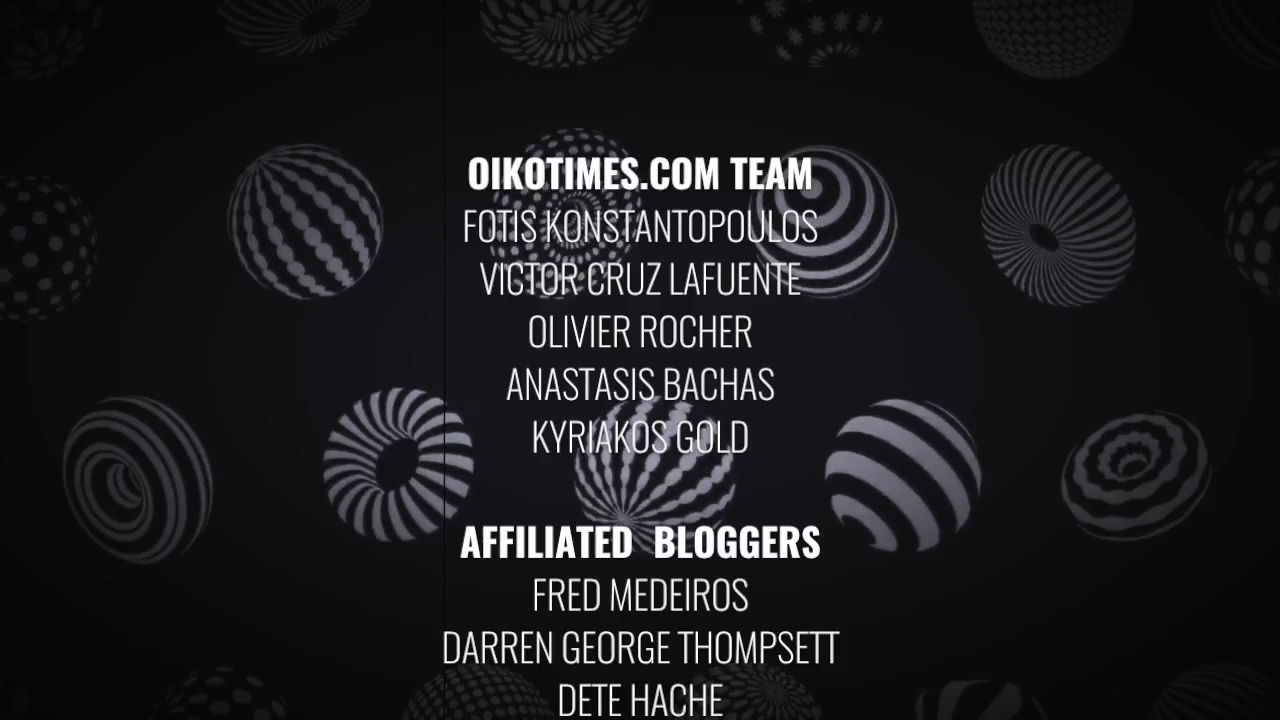 OIKOTIMES.COM TEAM
FOTIS KONSTANTOPOULOS
VICTOR CRUZ LAFUENTE
OLIVIER ROCHER
ANASTASIS BACHAS
KYRIAKOS GOLD
AFFILIATED BLOGGERS
FRED MEDEIROS
DARREN GEORGE THOMPSETT
DETE HACHE